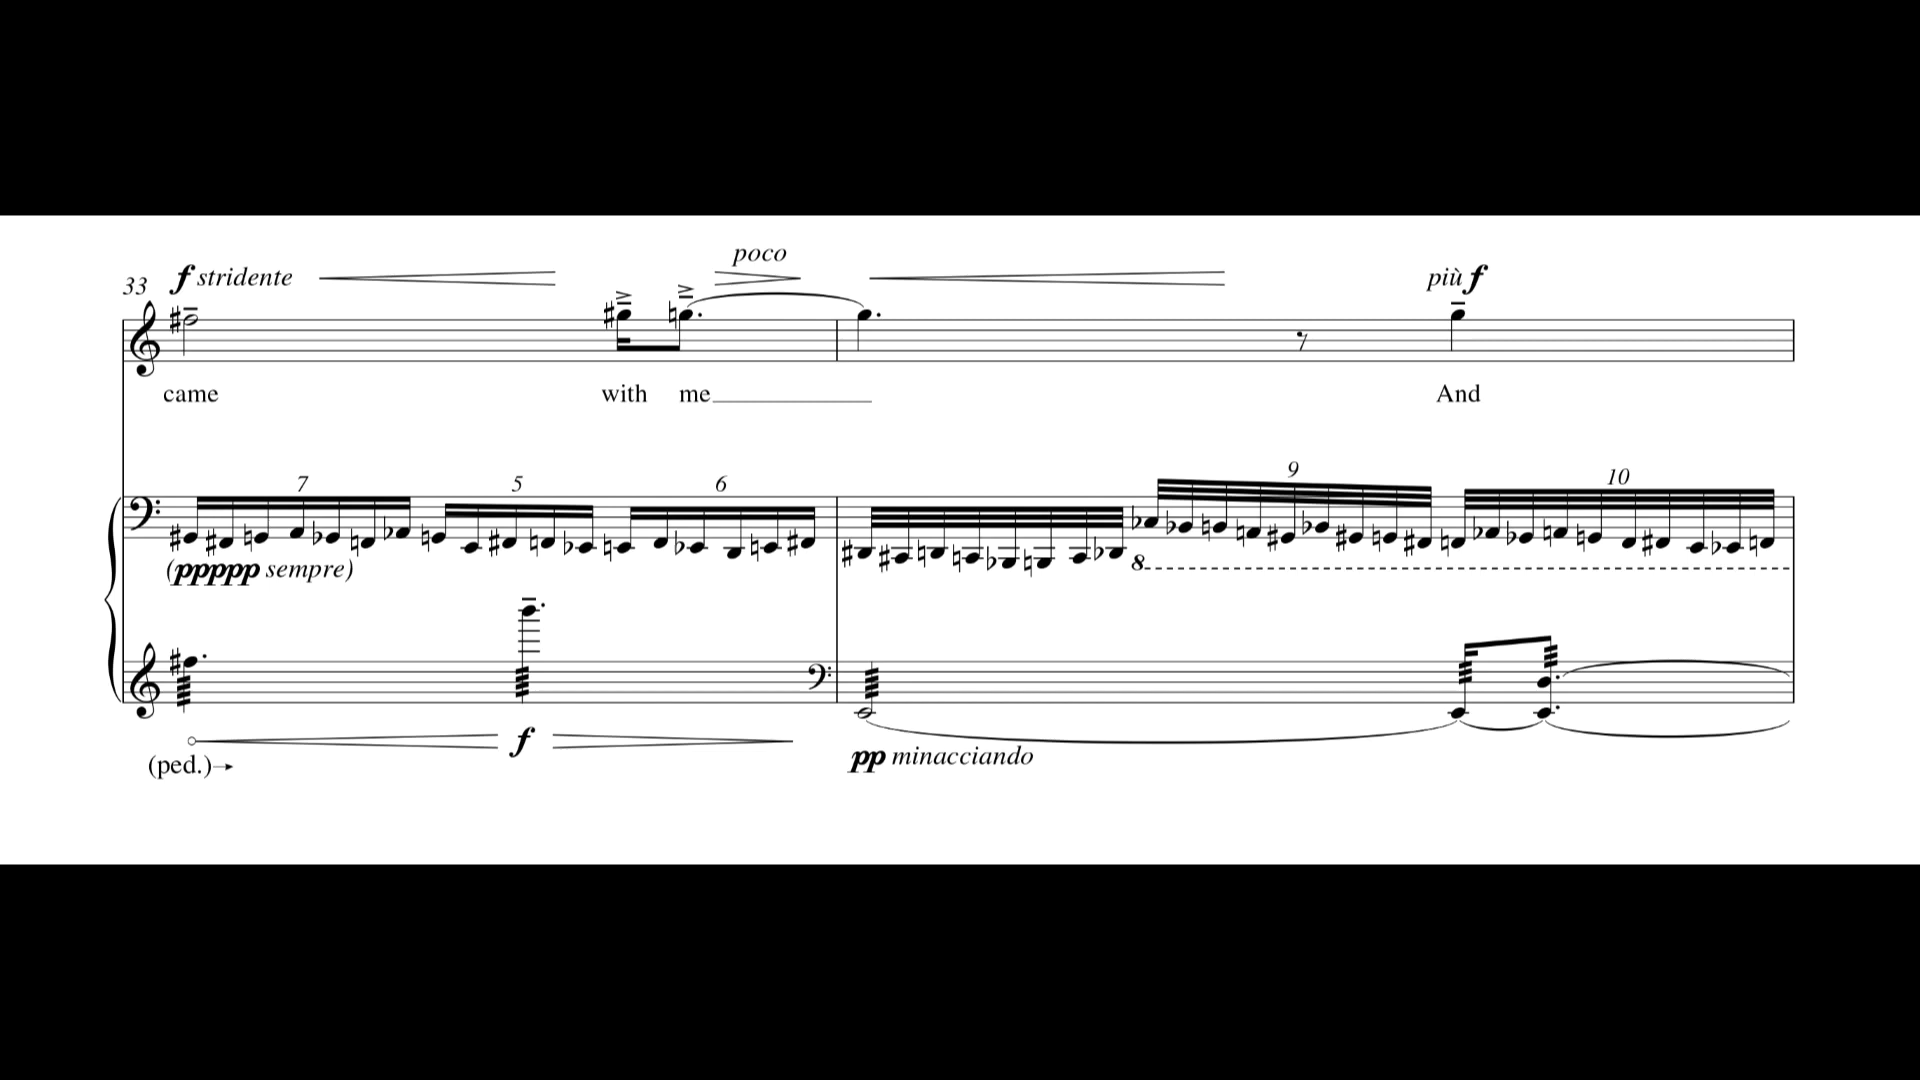 poco
33 f stridente più f
came with me And
7 5 6 9 10
(ppppp sempre) 8
f
(ped.) pp minacciando